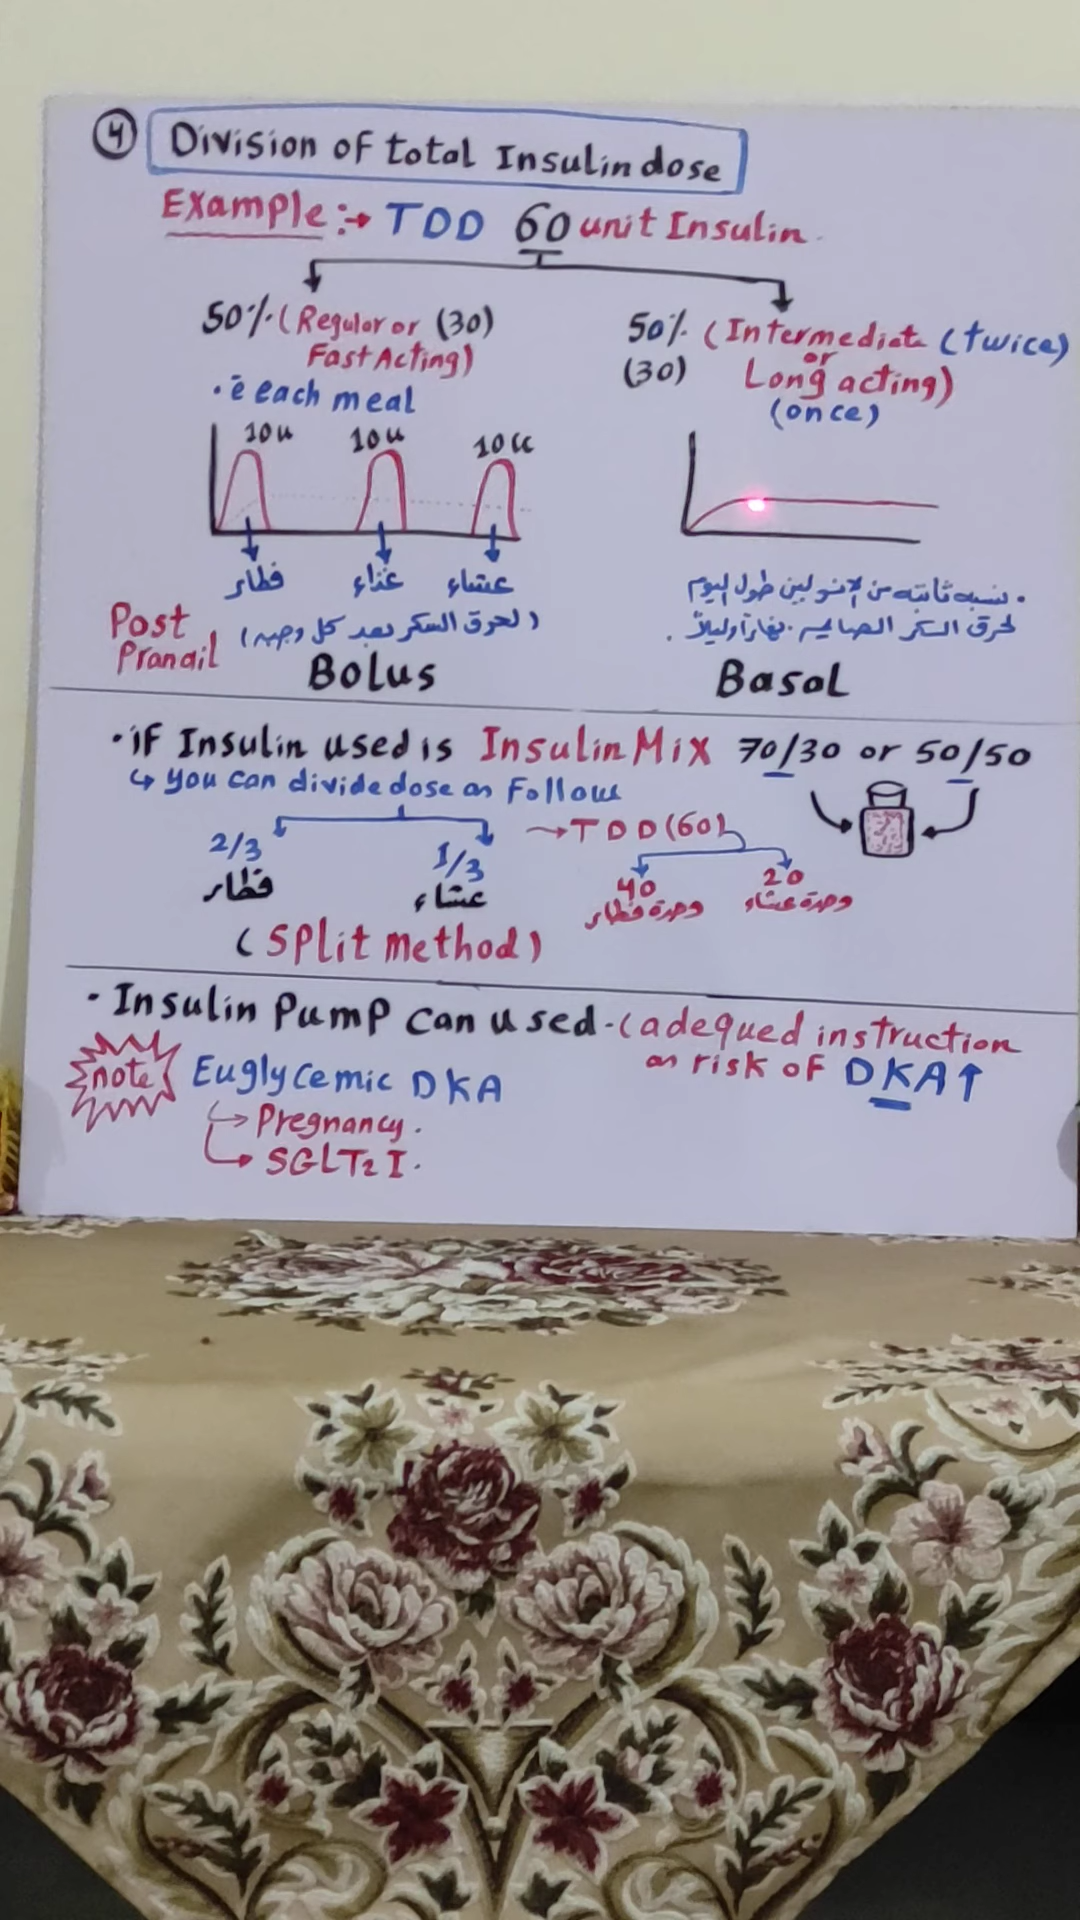 4 Division of total Insulin dose
Example:→ TDD 60 unit Insulin.
50% (Regular or (30)
Fast Acting)
• c̄ each meal
10u 10u 10u
فطار غذاء عشاء
Post
Pranail
(لحرق السكر بعد كل وجبه)
Bolus
50% (Intermediate (twice)
or
(30) Long acting)
(once)
. نسبه ثابته من الانسولين طول اليوم
لحرق السكر الصايم. نهاراً وليلاً.
Basal
• if Insulin used is Insulin Mix 70/30 or 50/50
↳ you can divide dose as Follow
2/3 1/3
فطار عشاء
(Split method)
→ TDD (60)
40 20
وحدة فطار وحدة عشاء
• Insulin Pump can used - (adequed instruction
as risk of DKA↑
note Euglycemic DKA
→ Pregnancy.
→ SGLT2 I.